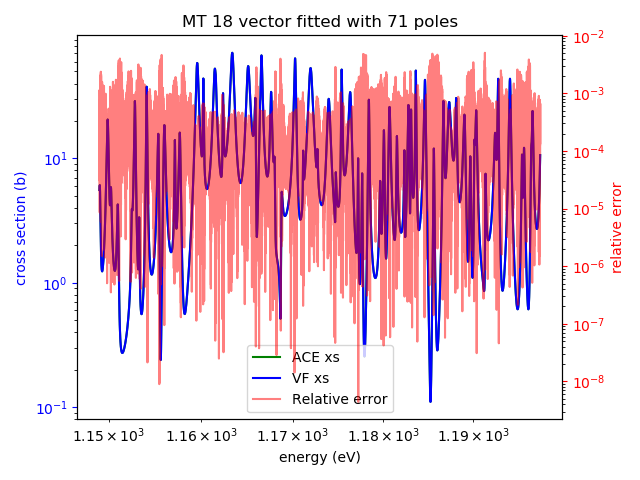 MT 18 vector fitted with 71 poles
10¹
10⁰
10⁻¹
cross section (b)
10⁻²
10⁻³
10⁻⁴
10⁻⁵
10⁻⁶
10⁻⁷
10⁻⁸
relative error
ACE xs
VF xs
Relative error
1.15 × 10³ 1.16 × 10³ 1.17 × 10³ 1.18 × 10³ 1.19 × 10³
energy (eV)